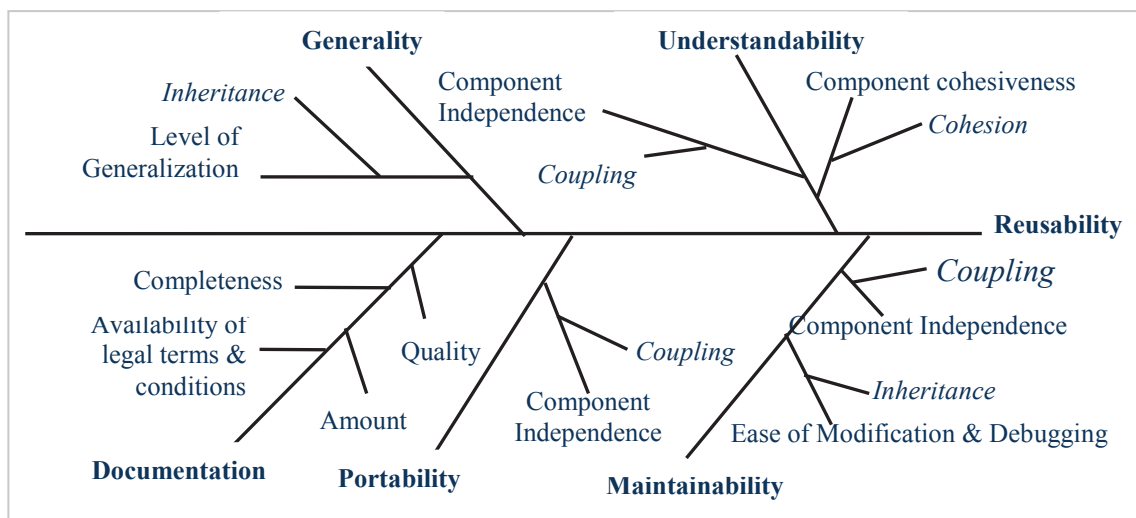 Generality
Understandability
Inheritance
Component
Independence
Component cohesiveness
Cohesion
Level of
Generalization
Coupling
Reusability
Completeness
Coupling
Availability of
legal terms &
conditions
Quality
Component Independence
Coupling
Amount
Component
Independence
Inheritance
Ease of Modification & Debugging
Documentation
Portability
Maintainability